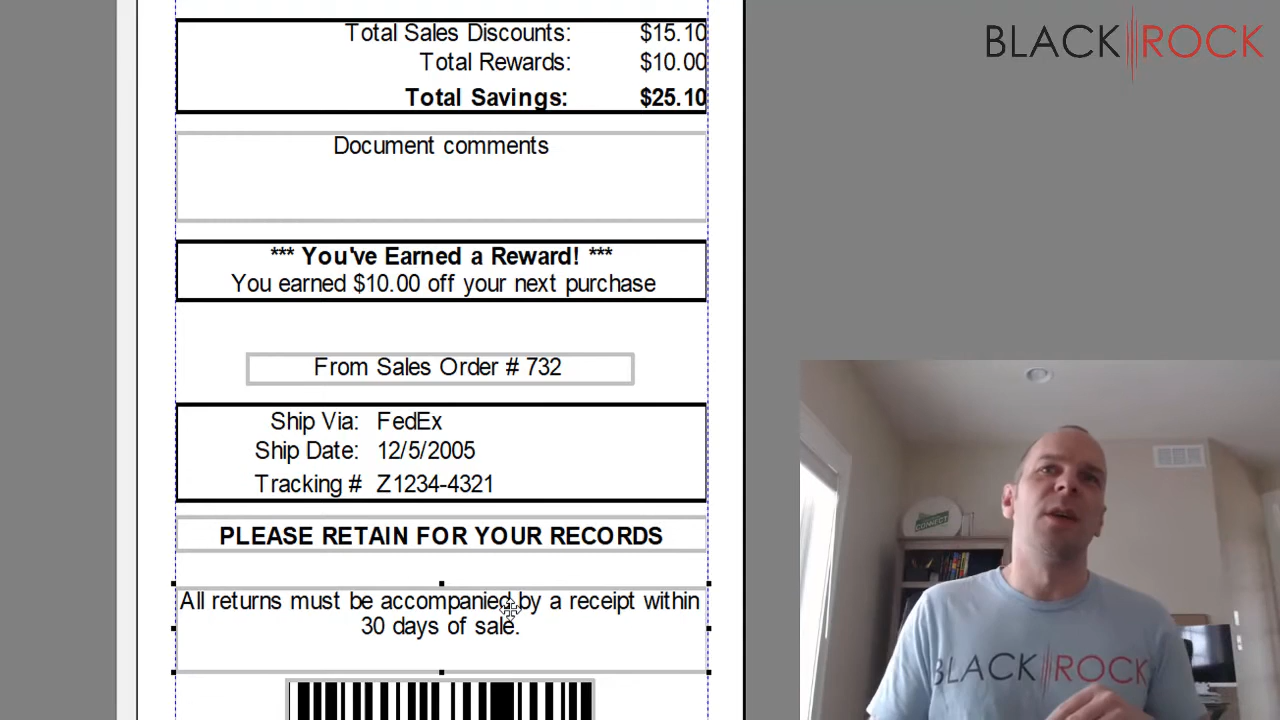 Total Sales Discounts: $15.10
Total Rewards: $10.00
Total Savings: $25.10
Document comments
*** You've Earned a Reward! ***
You earned $10.00 off your next purchase
From Sales Order # 732
Ship Via: FedEx
Ship Date: 12/5/2005
Tracking # Z1234-4321
PLEASE RETAIN FOR YOUR RECORDS
All returns must be accompanied by a receipt within
30 days of sale.
BLACK ROCK
CONNECT
BLACK ROCK